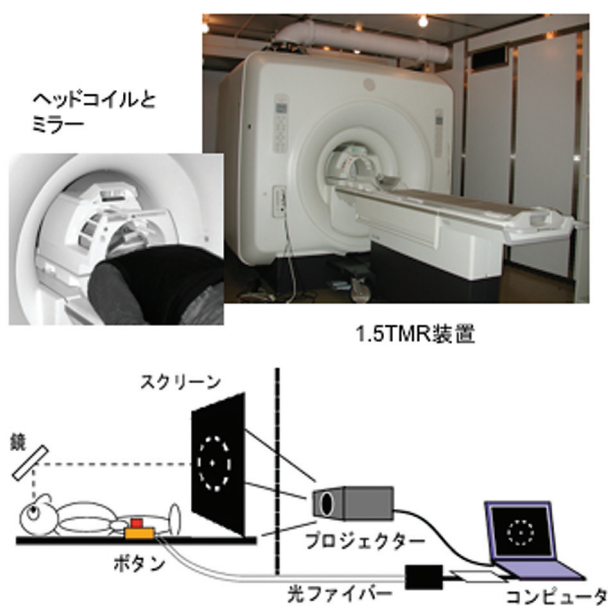 ヘッドコイルと
ミラー
1.5TMR装置
スクリーン
鏡
ボタン
プロジェクター
光ファイバー
コンピュータ